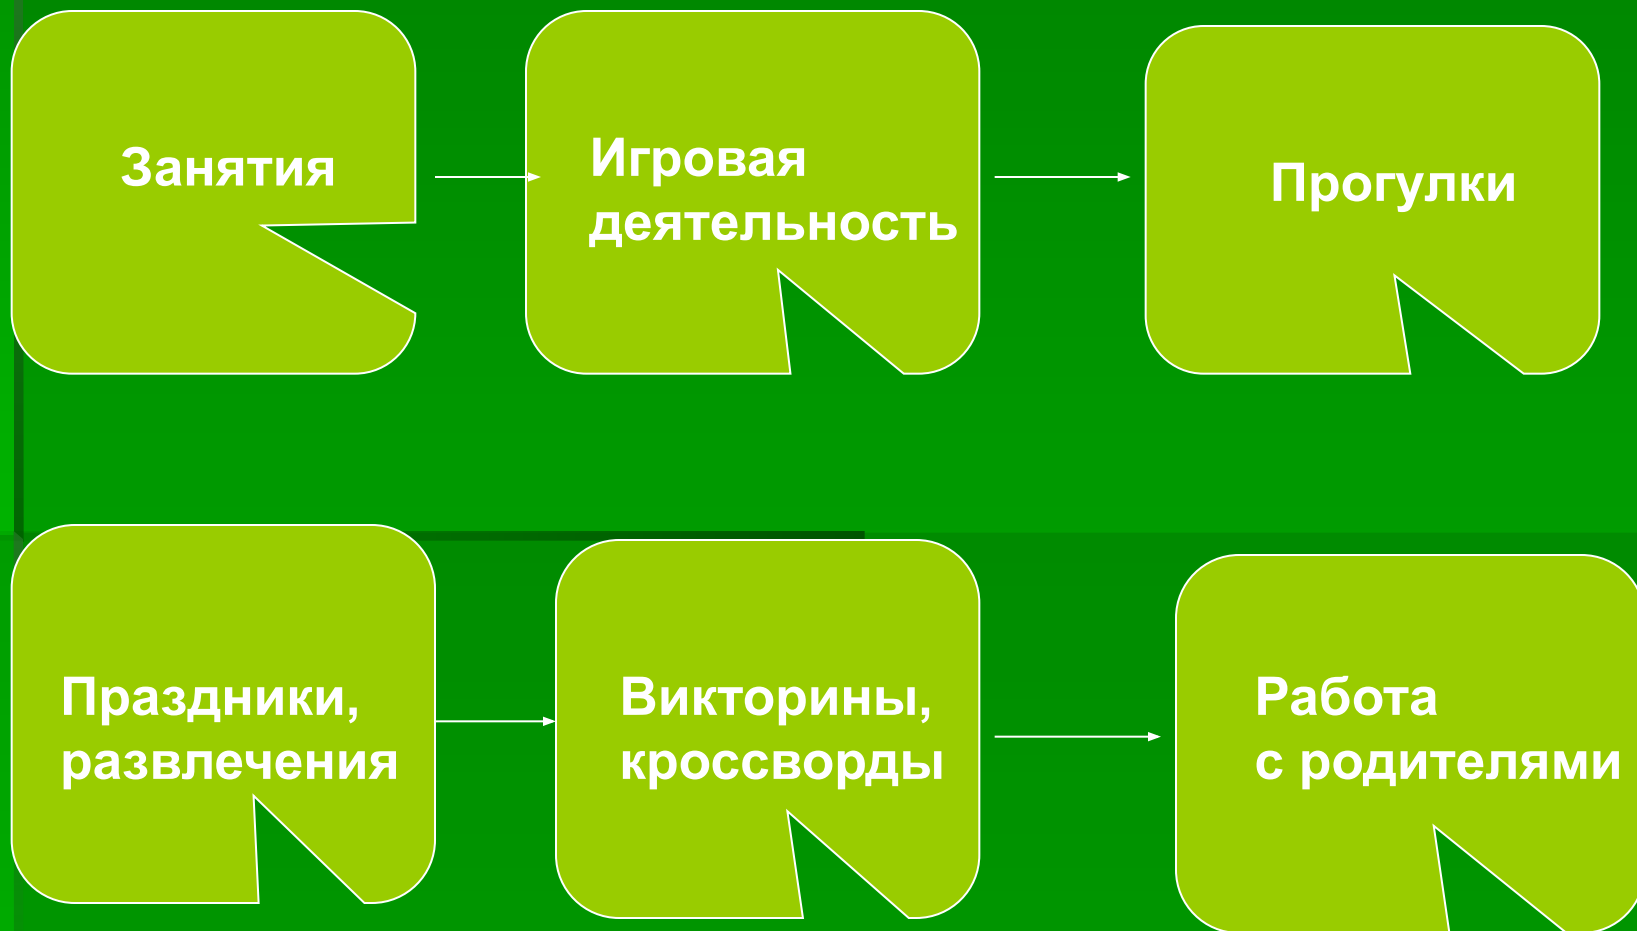 Занятия
Игровая
деятельность
Прогулки
Праздники,
развлечения
Викторины,
кроссворды
Работа
с родителями